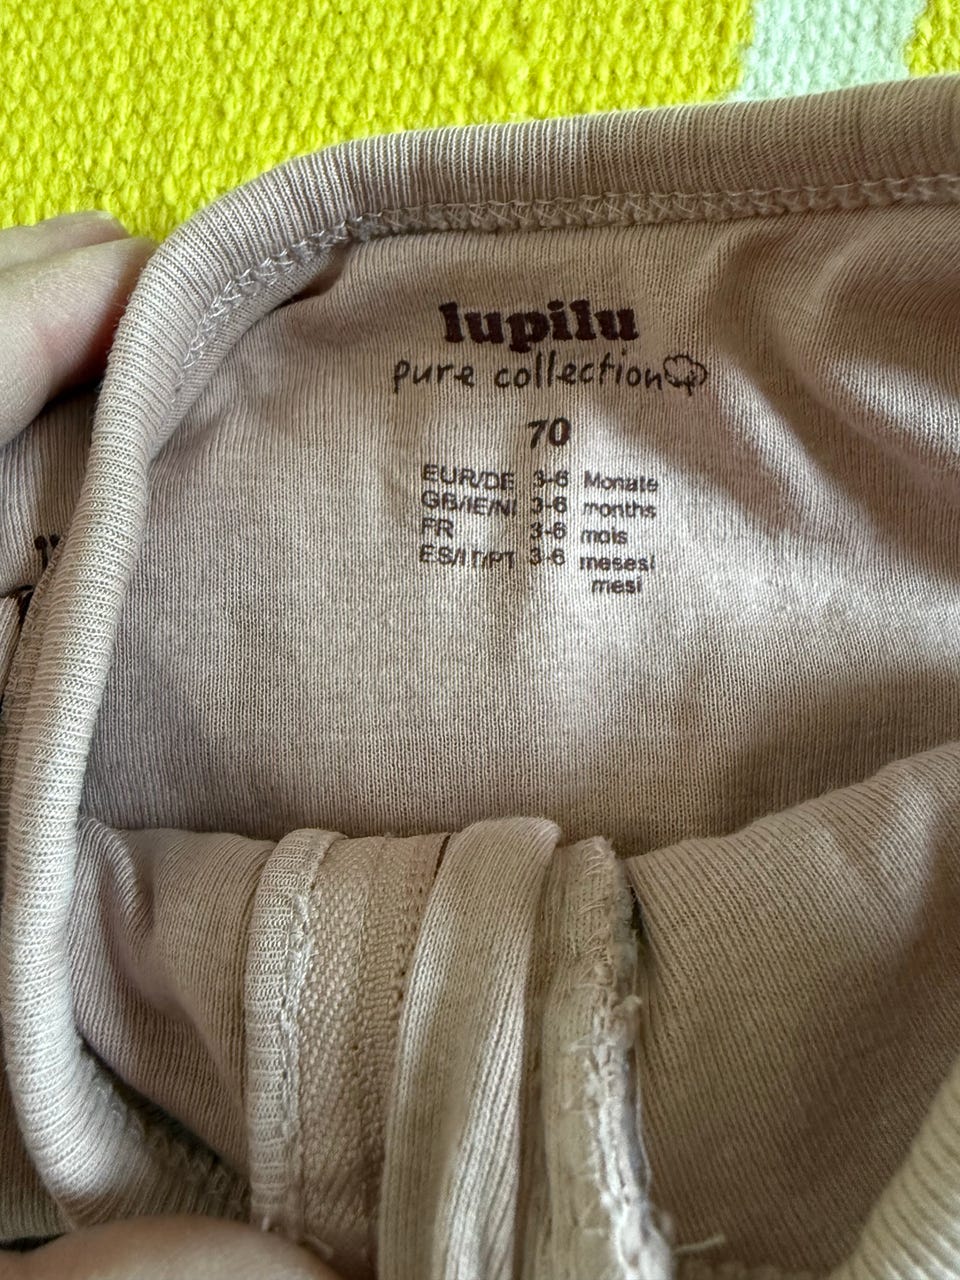 lupilu
pure collection
70
EUR/DE 3-6 Monate
GB/IE/NI 3-6 months
FR 3-6 mois
ES/IT/PT 3-6 meses/
mesi